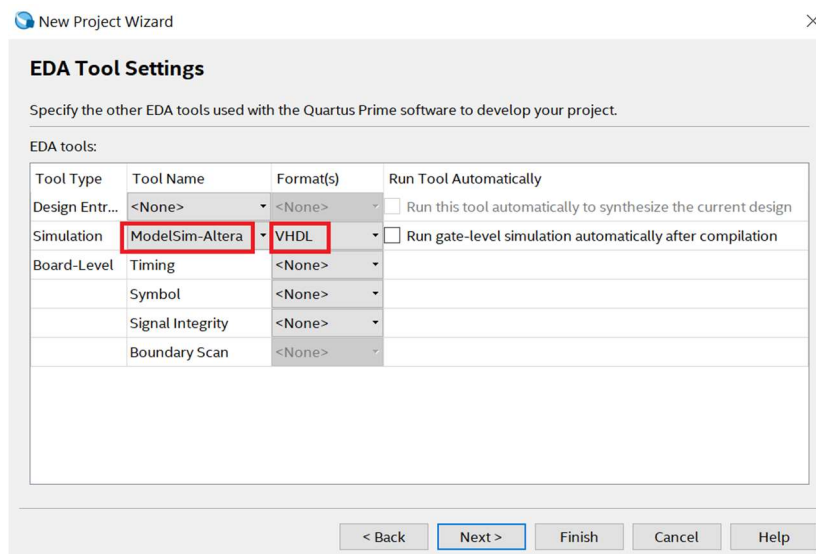 New Project Wizard
EDA Tool Settings
Specify the other EDA tools used with the Quartus Prime software to develop your project.
EDA tools:
Tool Type Tool Name Format(s) Run Tool Automatically
Design Entr... <None> <None> Run this tool automatically to synthesize the current design
Simulation ModelSim-Altera VHDL Run gate-level simulation automatically after compilation
Board-Level Timing <None>
Symbol <None>
Signal Integrity <None>
Boundary Scan <None>
< Back Next > Finish Cancel Help